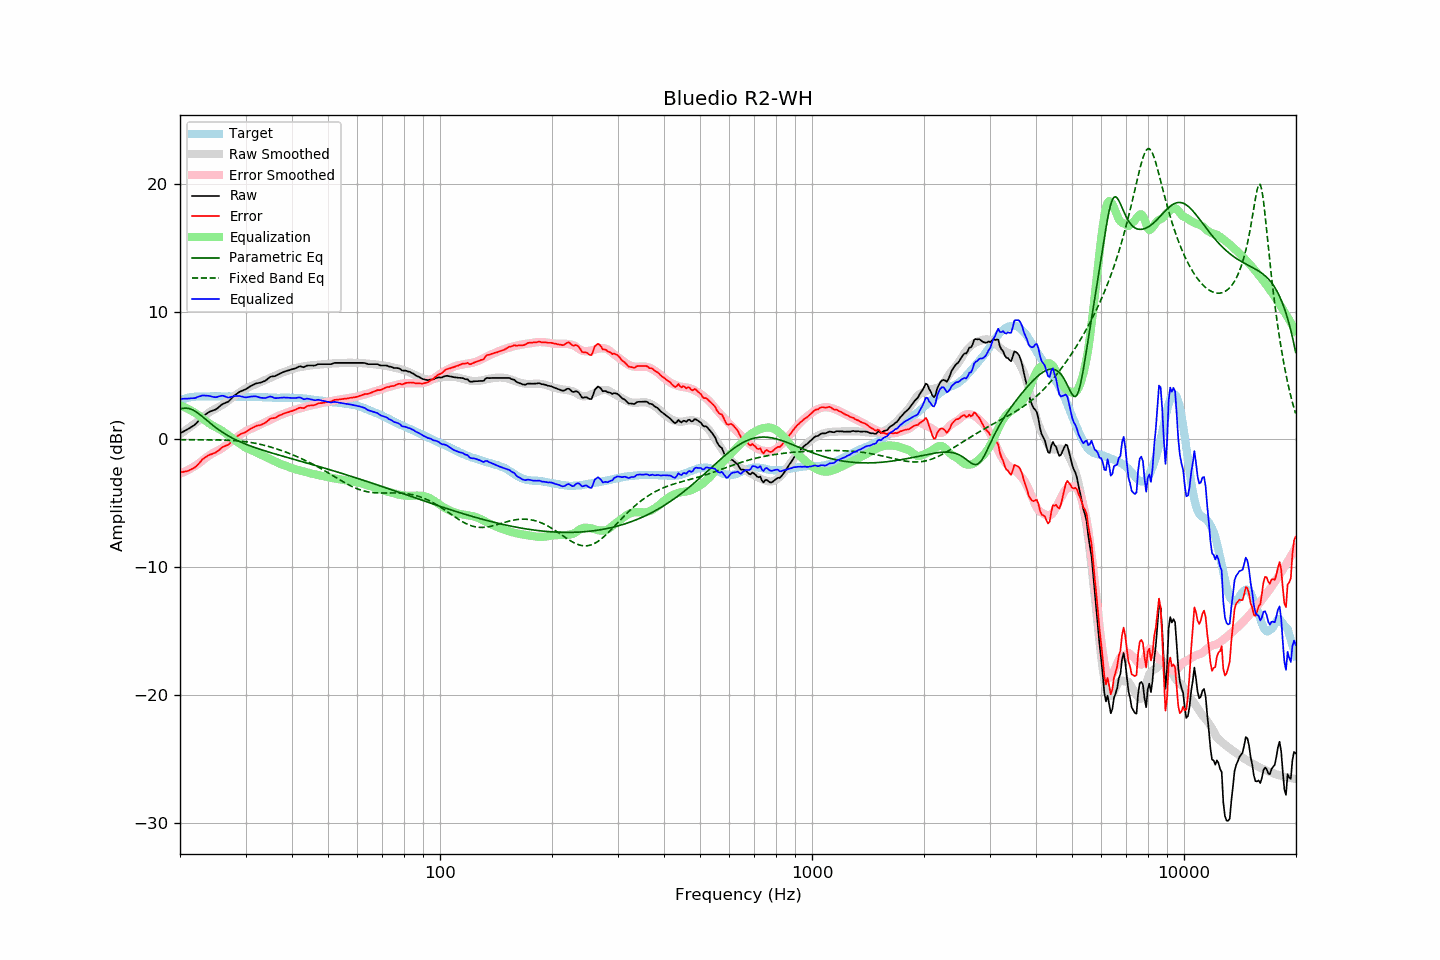 Bluedio R2-WH
Target
Raw Smoothed
Error Smoothed
Raw
Error
Equalization
Parametric Eq
Fixed Band Eq
Equalized
Amplitude (dBr)
20
10
0
−10
−20
−30
100
1000
10000
Frequency (Hz)